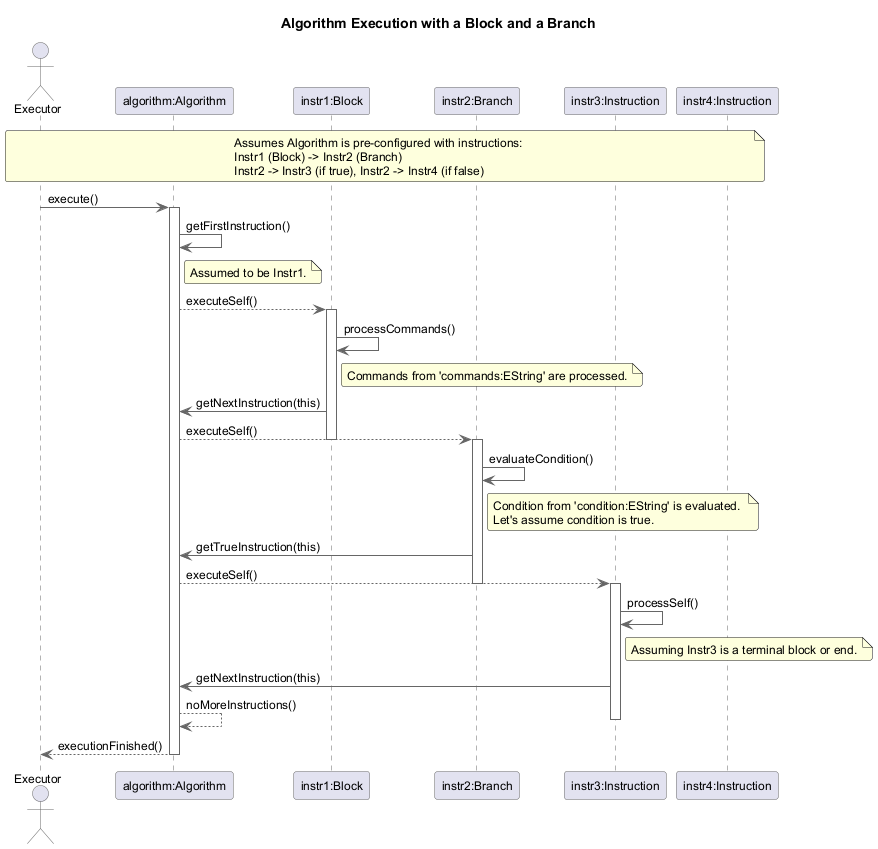 Algorithm Execution with a Block and a Branch
Executor
algorithm:Algorithm
instr1:Block
instr2:Branch
instr3:Instruction
instr4:Instruction
Assumes Algorithm is pre-configured with instructions:
Instr1 (Block) -> Instr2 (Branch)
Instr2 -> Instr3 (if true), Instr2 -> Instr4 (if false)
execute()
getFirstInstruction()
Assumed to be Instr1.
executeSelf()
processCommands()
Commands from 'commands:EString' are processed.
getNextInstruction(this)
executeSelf()
evaluateCondition()
Condition from 'condition:EString' is evaluated.
Let's assume condition is true.
getTrueInstruction(this)
executeSelf()
processSelf()
Assuming Instr3 is a terminal block or end.
getNextInstruction(this)
noMoreInstructions()
executionFinished()
Executor
algorithm:Algorithm
instr1:Block
instr2:Branch
instr3:Instruction
instr4:Instruction